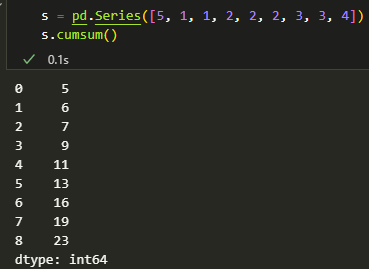 s = pd.Series([5, 1, 1, 2, 2, 2, 3, 3, 4])
s.cumsum()
0.1s
0 5
1 6
2 7
3 9
4 11
5 13
6 16
7 19
8 23
dtype: int64